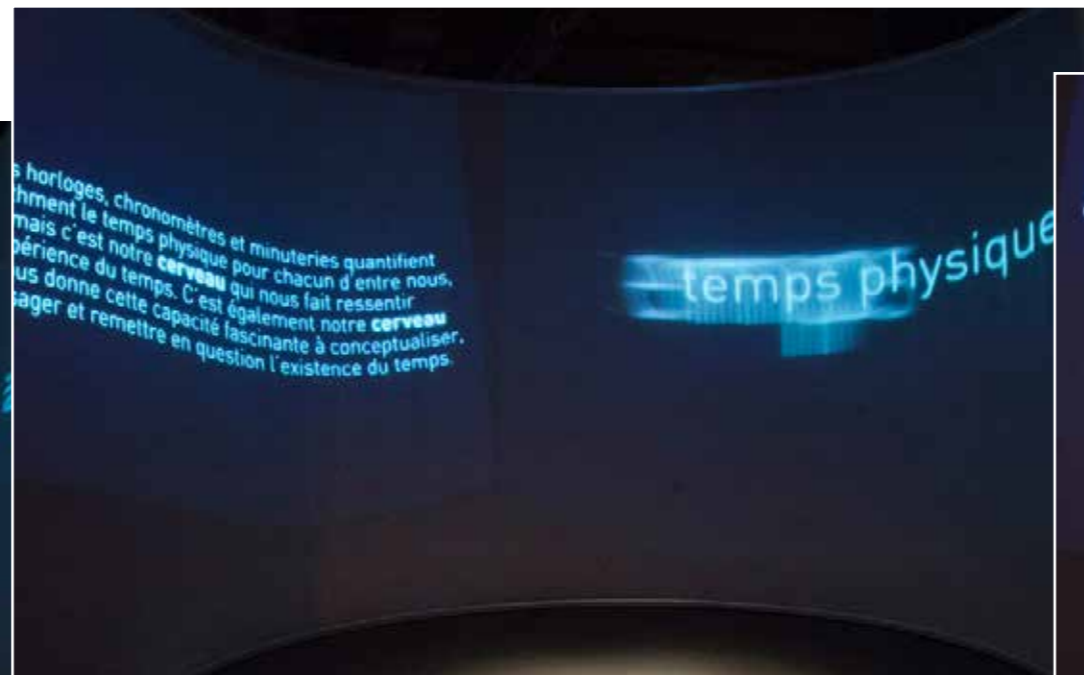 s horloges, chronomètres et minuteries quantifient
thment le temps physique pour chacun d'entre nous,
mais c'est notre cerveau qui nous fait ressentir
périence du temps. C'est également notre cerveau
us donne cette capacité fascinante à conceptualiser,
sager et remettre en question l'existence du temps.
temps physique